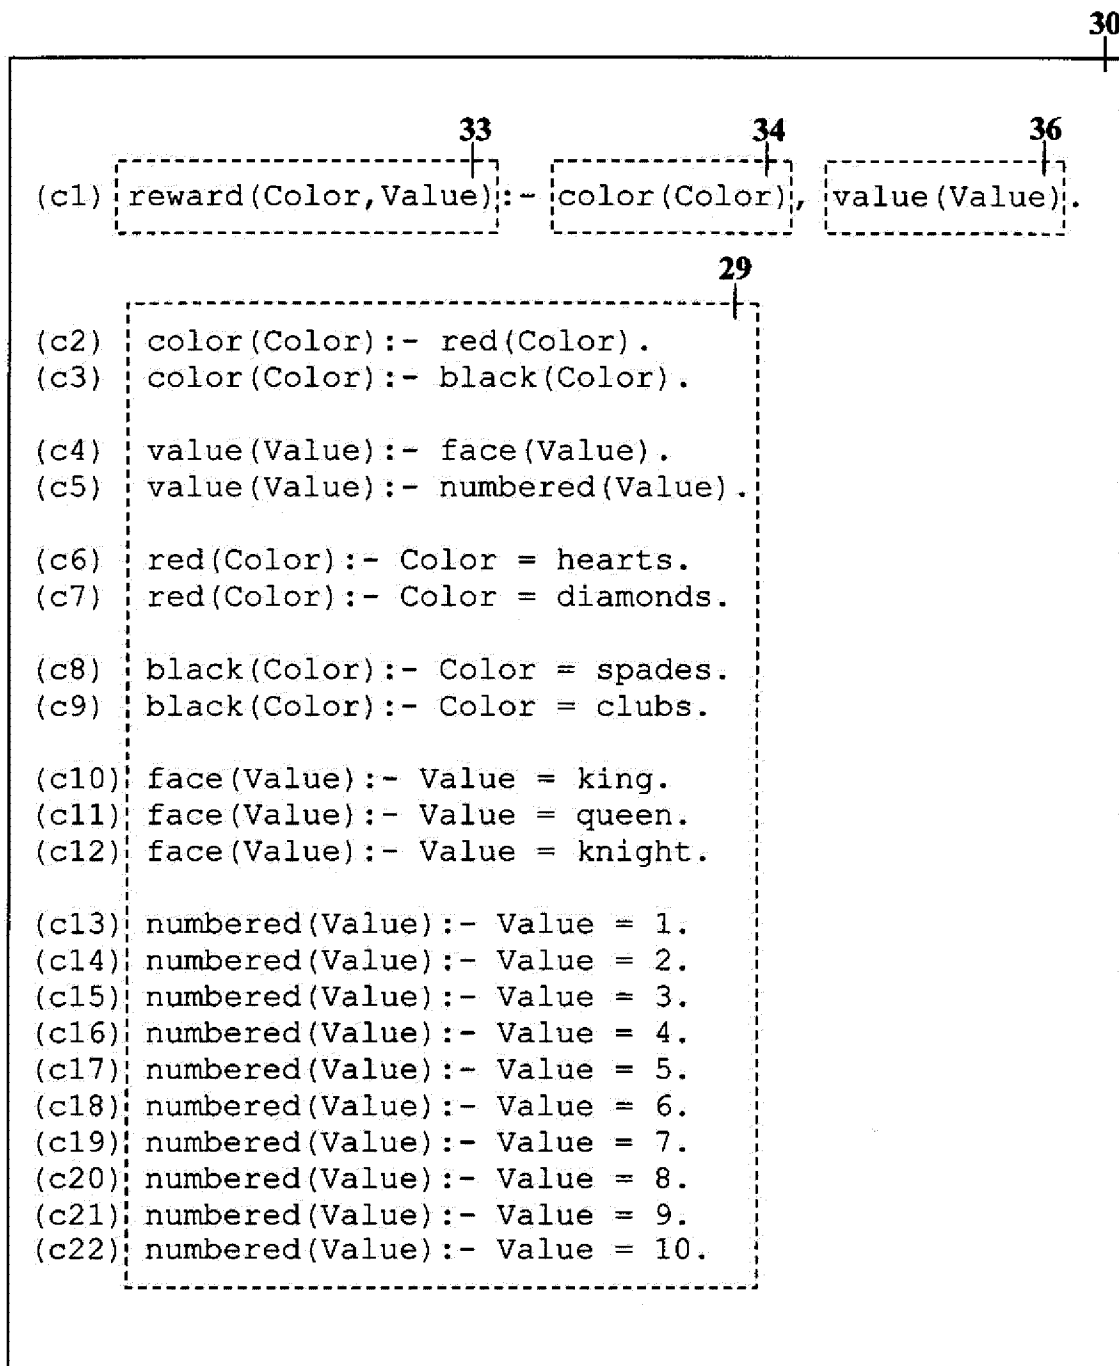 30
33 34 36
(c1) reward(Color,Value):- color(Color), value(Value).
29
(c2) color(Color):- red(Color).
(c3) color(Color):- black(Color).
(c4) value(Value):- face(Value).
(c5) value(Value):- numbered(Value).
(c6) red(Color):- Color = hearts.
(c7) red(Color):- Color = diamonds.
(c8) black(Color):- Color = spades.
(c9) black(Color):- Color = clubs.
(c10) face(Value):- Value = king.
(c11) face(Value):- Value = queen.
(c12) face(Value):- Value = knight.
(c13) numbered(Value):- Value = 1.
(c14) numbered(Value):- Value = 2.
(c15) numbered(Value):- Value = 3.
(c16) numbered(Value):- Value = 4.
(c17) numbered(Value):- Value = 5.
(c18) numbered(Value):- Value = 6.
(c19) numbered(Value):- Value = 7.
(c20) numbered(Value):- Value = 8.
(c21) numbered(Value):- Value = 9.
(c22) numbered(Value):- Value = 10.